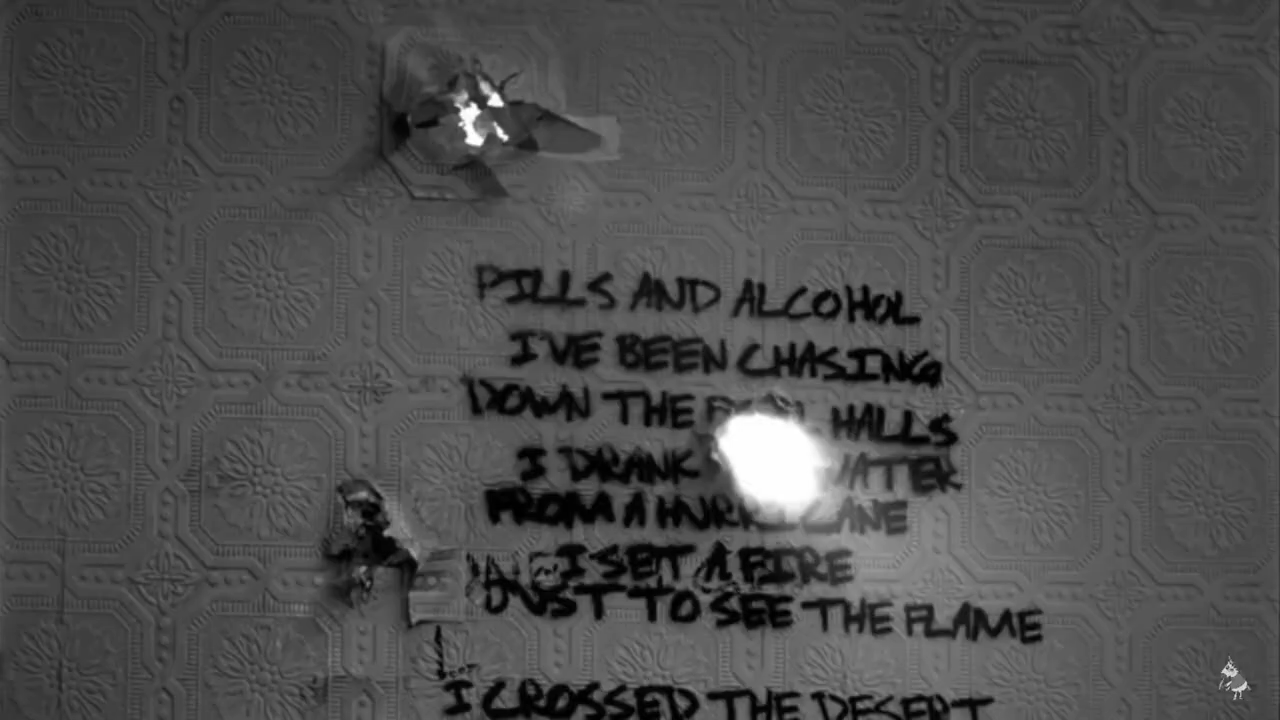 PILLS AND ALCOHOL
I'VE BEEN CHASING
DOWN THE HALLS
I DRANK WATER
FROM A HURRICANE
I SET A FIRE
JUST TO SEE THE FLAME
I CROSSED THE DESERT